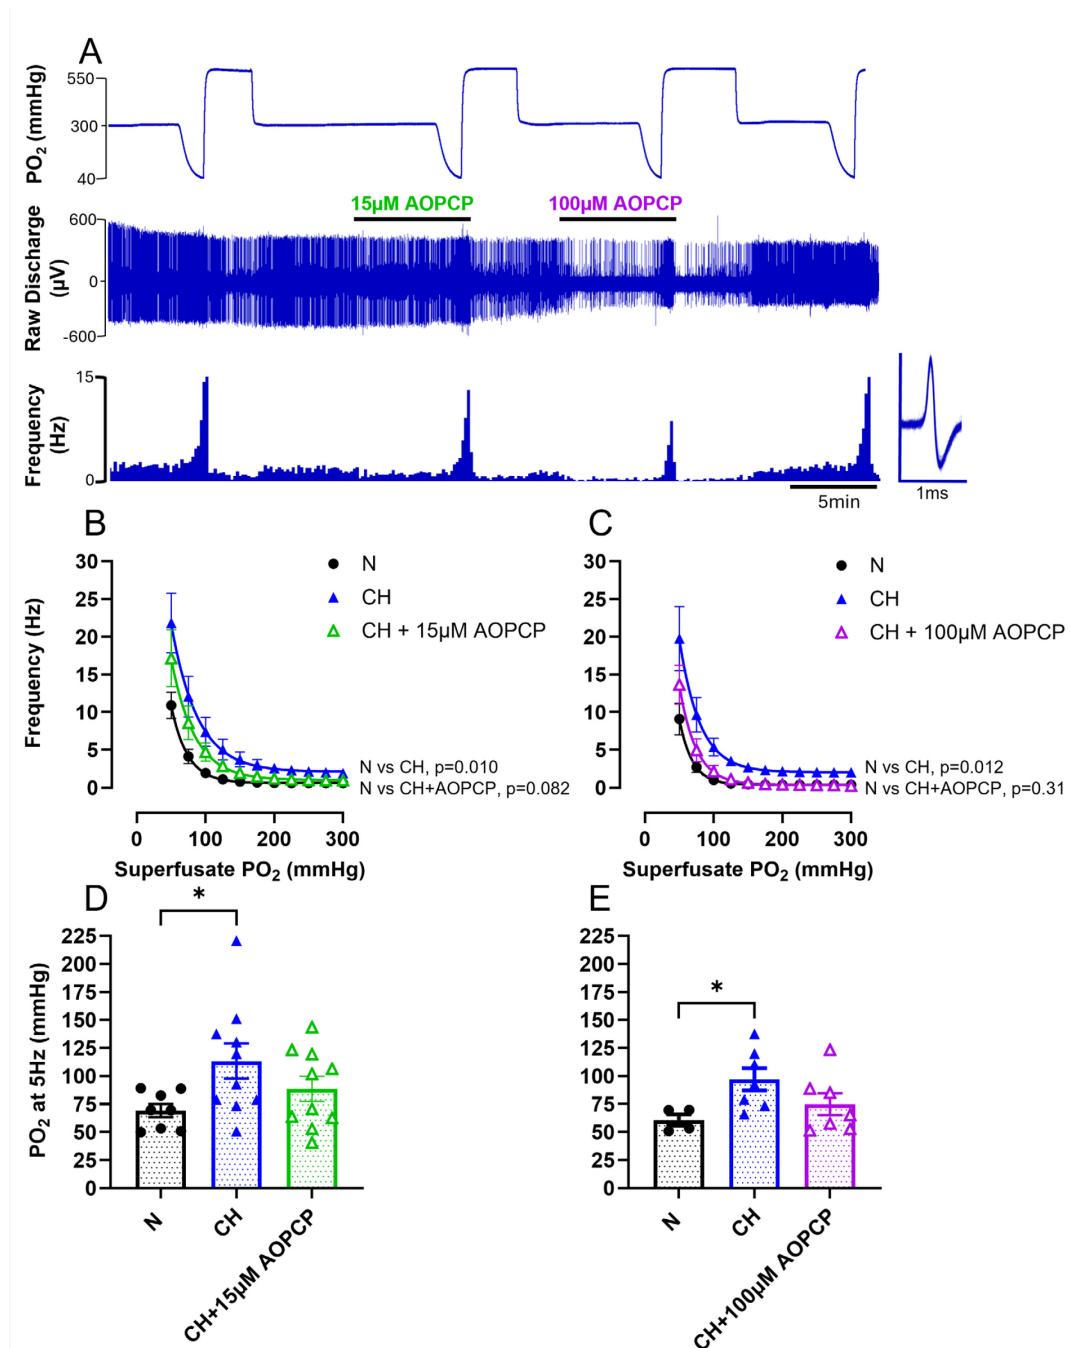 A
PO2 (mmHg)
550
300
40
15µM AOPCP
100µM AOPCP
Raw Discharge
(µV)
600
0
-600
Frequency
(Hz)
15
0
5min
1ms
B
Frequency (Hz)
30
25
20
15
10
5
0
N
CH
CH + 15µM AOPCP
N vs CH, p=0.010
N vs CH+AOPCP, p=0.082
0 100 200 300
Superfusate PO2 (mmHg)
C
30
25
20
15
10
5
0
N
CH
CH + 100µM AOPCP
N vs CH, p=0.012
N vs CH+AOPCP, p=0.31
0 100 200 300
Superfusate PO2 (mmHg)
D
PO2 at 5Hz (mmHg)
225
200
175
150
125
100
75
50
25
0
*
N
CH
CH+15µM AOPCP
E
225
200
175
150
125
100
75
50
25
0
*
N
CH
CH+100µM AOPCP